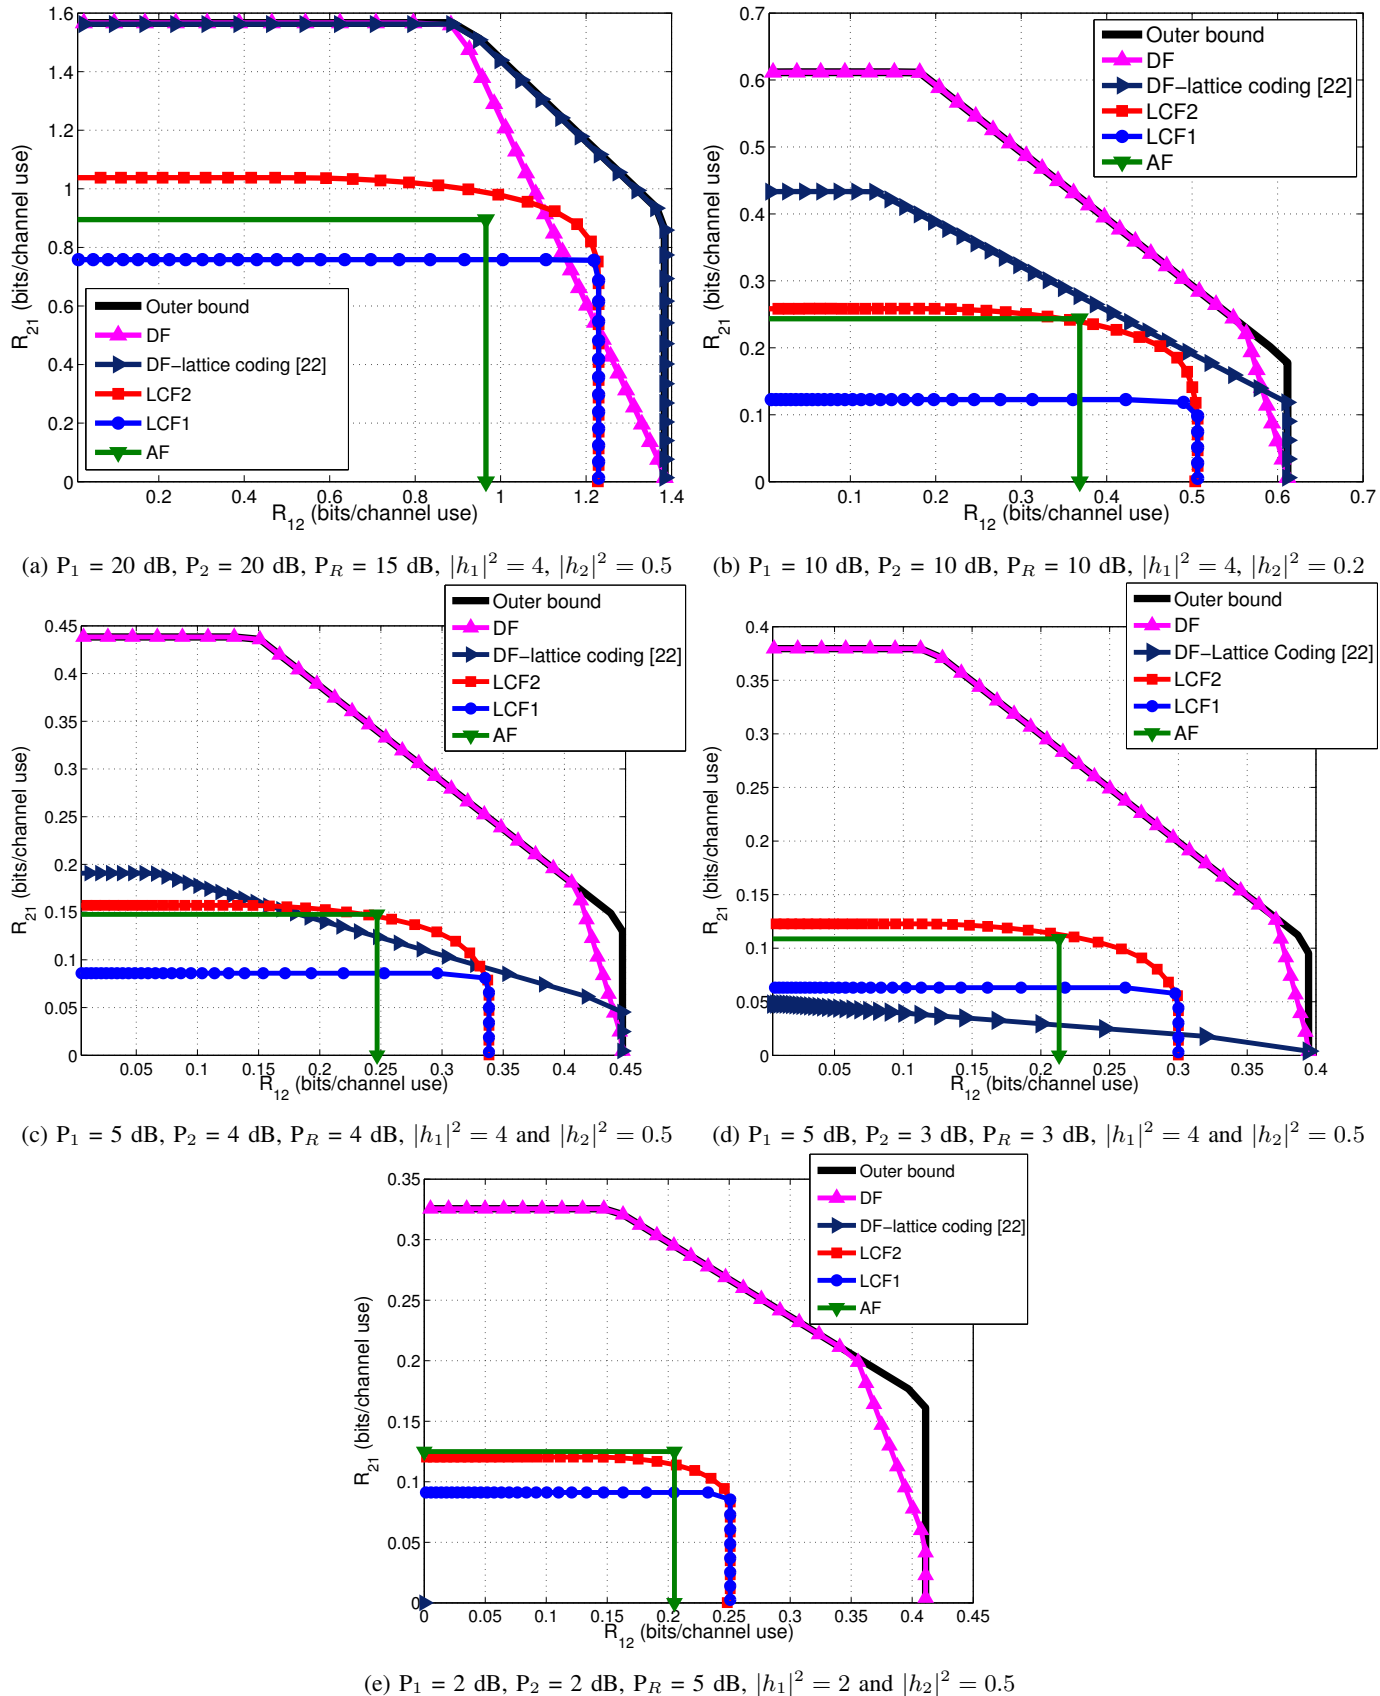 1.6
1.4
1.2
1
0.8
0.6
0.4
0.2
0
R21 (bits/channel use)
Outer bound
DF
DF−lattice coding [22]
LCF2
LCF1
AF
0.2 0.4 0.6 0.8 1 1.2 1.4
R12 (bits/channel use)
(a) P1 = 20 dB, P2 = 20 dB, PR = 15 dB, |h1|² = 4, |h2|² = 0.5
0.7
0.6
0.5
0.4
0.3
0.2
0.1
0
R21 (bits/channel use)
Outer bound
DF
DF−lattice coding [22]
LCF2
LCF1
AF
0.1 0.2 0.3 0.4 0.5 0.6 0.7
R12 (bits/channel use)
(b) P1 = 10 dB, P2 = 10 dB, PR = 10 dB, |h1|² = 4, |h2|² = 0.2
0.45
0.4
0.35
0.3
0.25
0.2
0.15
0.1
0.05
0
R21 (bits/channel use)
Outer bound
DF
DF−lattice coding [22]
LCF2
LCF1
AF
0.05 0.1 0.15 0.2 0.25 0.3 0.35 0.4 0.45
R12 (bits/channel use)
(c) P1 = 5 dB, P2 = 4 dB, PR = 4 dB, |h1|² = 4 and |h2|² = 0.5
0.4
0.35
0.3
0.25
0.2
0.15
0.1
0.05
0
R21 (bits/channel use)
Outer bound
DF
DF−Lattice Coding [22]
LCF2
LCF1
AF
0.05 0.1 0.15 0.2 0.25 0.3 0.35 0.4
R12 (bits/channel use)
(d) P1 = 5 dB, P2 = 3 dB, PR = 3 dB, |h1|² = 4 and |h2|² = 0.5
0.35
0.3
0.25
0.2
0.15
0.1
0.05
0
R21 (bits/channel use)
Outer bound
DF
DF−lattice coding [22]
LCF2
LCF1
AF
0 0.05 0.1 0.15 0.2 0.25 0.3 0.35 0.4 0.45
R12 (bits/channel use)
(e) P1 = 2 dB, P2 = 2 dB, PR = 5 dB, |h1|² = 2 and |h2|² = 0.5